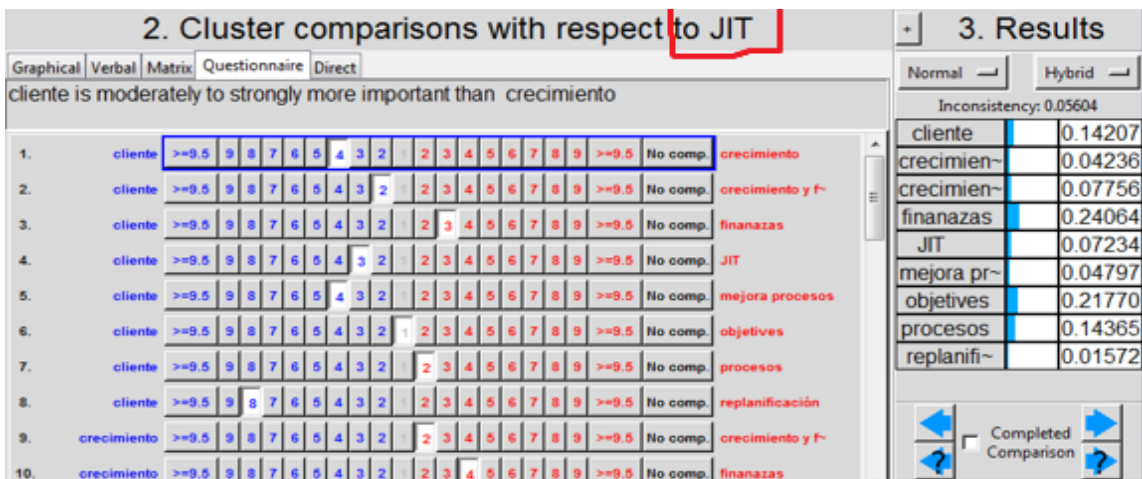 2. Cluster comparisons with respect to JIT
Graphical Verbal Matrix Questionnaire Direct
cliente is moderately to strongly more important than crecimiento
1. cliente >=9.5 9 8 7 6 5 4 3 2 1 2 3 4 5 6 7 8 9 >=9.5 No comp. crecimiento
2. cliente >=9.5 9 8 7 6 5 4 3 2 1 2 3 4 5 6 7 8 9 >=9.5 No comp. crecimiento y f~
3. cliente >=9.5 9 8 7 6 5 4 3 2 1 2 3 4 5 6 7 8 9 >=9.5 No comp. finanazas
4. cliente >=9.5 9 8 7 6 5 4 3 2 1 2 3 4 5 6 7 8 9 >=9.5 No comp. JIT
5. cliente >=9.5 9 8 7 6 5 4 3 2 1 2 3 4 5 6 7 8 9 >=9.5 No comp. mejora procesos
6. cliente >=9.5 9 8 7 6 5 4 3 2 1 2 3 4 5 6 7 8 9 >=9.5 No comp. objetives
7. cliente >=9.5 9 8 7 6 5 4 3 2 1 2 3 4 5 6 7 8 9 >=9.5 No comp. procesos
8. cliente >=9.5 9 8 7 6 5 4 3 2 1 2 3 4 5 6 7 8 9 >=9.5 No comp. replanificación
9. crecimiento >=9.5 9 8 7 6 5 4 3 2 1 2 3 4 5 6 7 8 9 >=9.5 No comp. crecimiento y f~
10. crecimiento >=9.5 9 8 7 6 5 4 3 2 1 2 3 4 5 6 7 8 9 >=9.5 No comp. finanazas
+ 3. Results
Normal Hybrid
Inconsistency: 0.05604
cliente 0.14207
crecimien~ 0.04236
crecimien~ 0.07756
finanazas 0.24064
JIT 0.07234
mejora pr~ 0.04797
objetives 0.21770
procesos 0.14365
replanifi~ 0.01572
Completed
Comparison
? ?